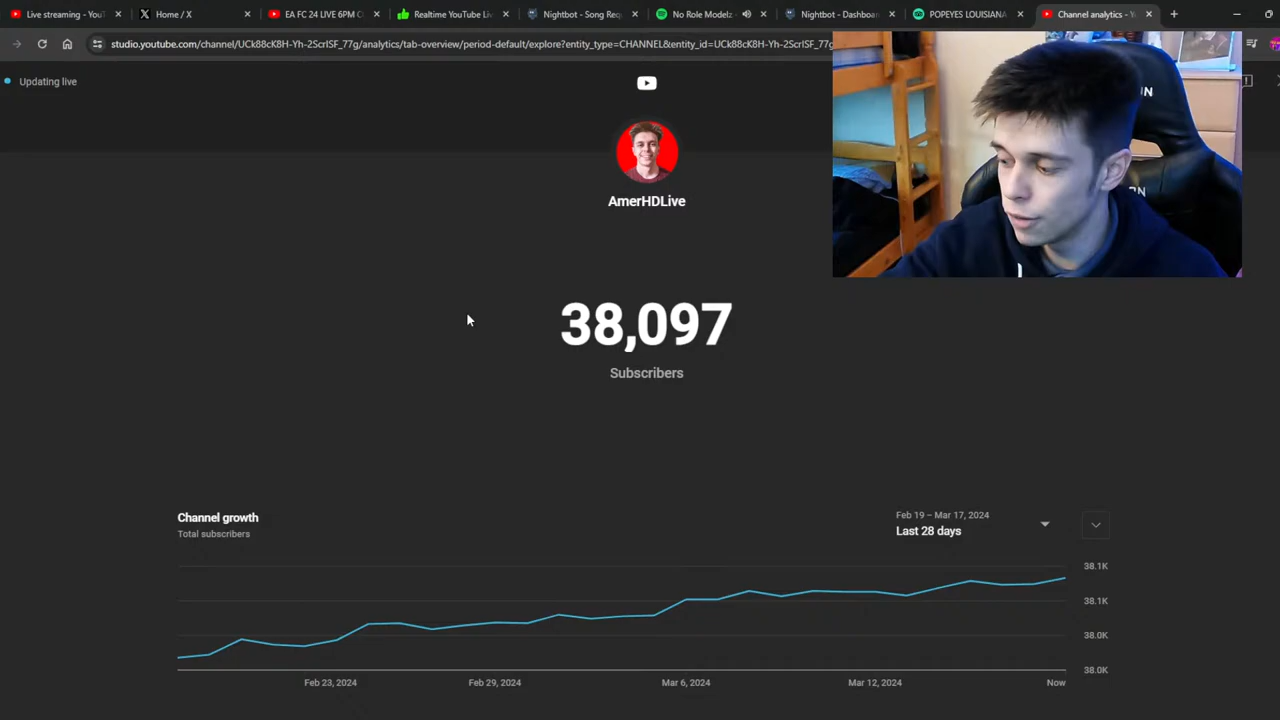 Live streaming - YouT
Home / X
EA FC 24 LIVE 6PM C
Realtime YouTube Liv
Nightbot - Song Req
No Role Modelz
Nightbot - Dashboar
POPEYES LOUISIANA
Channel analytics - Y
studio.youtube.com/channel/UCk88cK8H-Yh-2ScrISF_77g/analytics/tab-overview/period-default/explore?entity_type=CHANNEL&entity_id=UCk88cK8H-Yh-2ScrISF_77g
Updating live
AmerHDLive
38,097
Subscribers
Channel growth
Total subscribers
Feb 19 – Mar 17, 2024
Last 28 days
38.1K
38.1K
38.0K
38.0K
Feb 23, 2024
Feb 29, 2024
Mar 6, 2024
Mar 12, 2024
Now